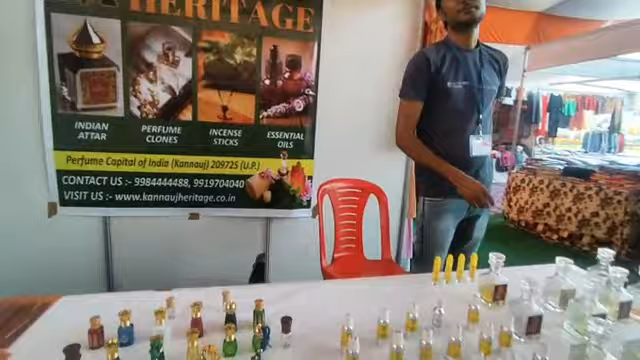 HERITAGE
INDIAN
ATTAR
PERFUME
CLONES
INCENSE
STICKS
ESSENTIAL
OILS
Perfume Capital of India (Kannauj) 209725 (U.P.)
CONTACT US :- 9984444488, 9919704040
VISIT US :- www.kannaujheritage.co.in